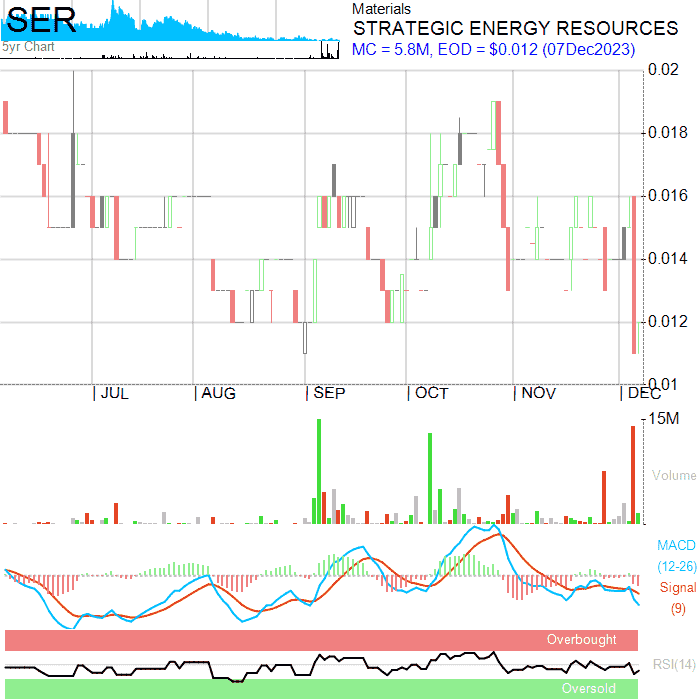 SER
5yr Chart
Materials
STRATEGIC ENERGY RESOURCES
MC = 5.8M, EOD = $0.012 (07Dec2023)
0.02
0.018
0.016
0.014
0.012
0.01
| JUL | AUG | SEP | OCT | NOV | DEC
15M
Volume
MACD
(12-26)
Signal
(9)
Overbought
RSI(14)
Oversold